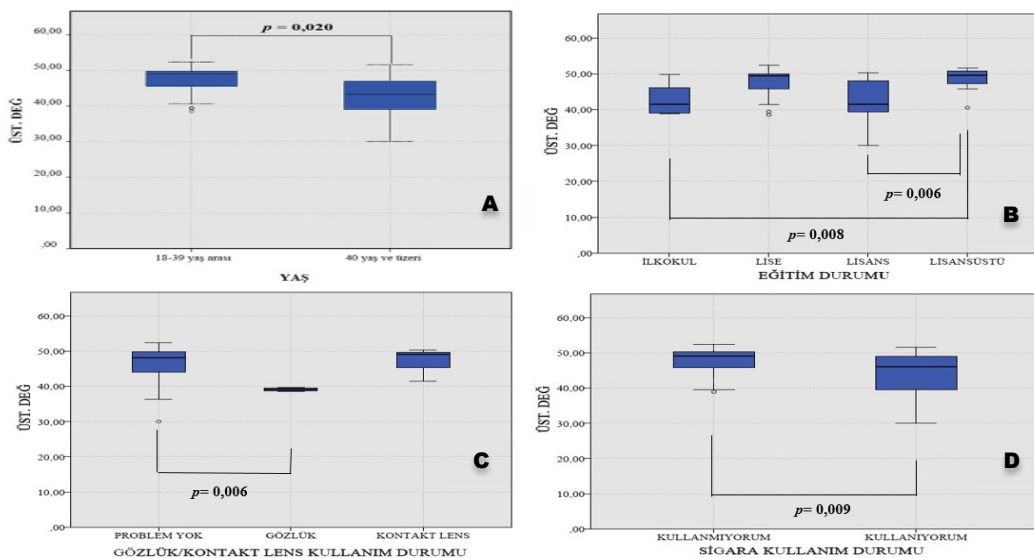 p = 0,020
60,00
50,00
40,00
30,00
20,00
10,00
,00
ÜST. DEĞ
A
18-39 yaş arası
40 yaş ve üzeri
YAŞ
60,00
50,00
40,00
30,00
20,00
10,00
,00
ÜST. DEĞ
p= 0,006
B
p= 0,008
İLKOKUL
LİSE
LİSANS
LİSANSÜSTÜ
EĞİTİM DURUMU
60,00
50,00
40,00
30,00
20,00
10,00
,00
ÜST. DEĞ
C
p= 0,006
PROBLEM YOK
GÖZLÜK
KONTAKT LENS
GÖZLÜK/KONTAKT LENS KULLANIM DURUMU
60,00
50,00
40,00
30,00
20,00
10,00
,00
ÜST. DEĞ
D
p= 0,009
KULLANMIYORUM
KULLANIYORUM
SİGARA KULLANIM DURUMU